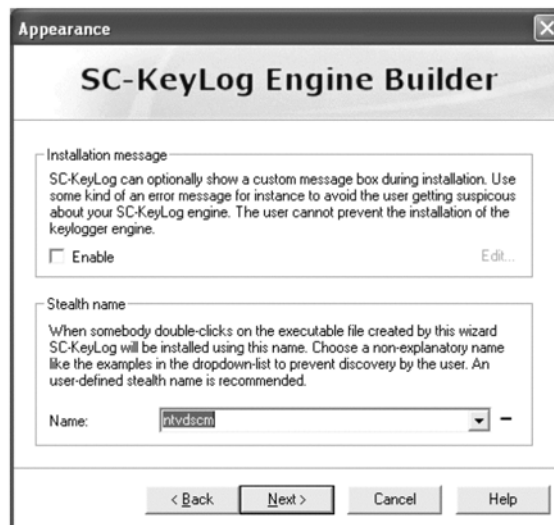 Appearance
SC-KeyLog Engine Builder
Installation message
SC-KeyLog can optionally show a custom message box during installation. Use
some kind of an error message for instance to avoid the user getting suspicous
about your SC-KeyLog engine. The user cannot prevent the installation of the
keylogger engine.
Enable
Edit...
Stealth name
When somebody double-clicks on the executable file created by this wizard
SC-KeyLog will be installed using this name. Choose a non-explanatory name
like the examples in the dropdown-list to prevent discovery by the user. An
user-defined stealth name is recommended.
Name:
ntvdscm
< Back
Next >
Cancel
Help